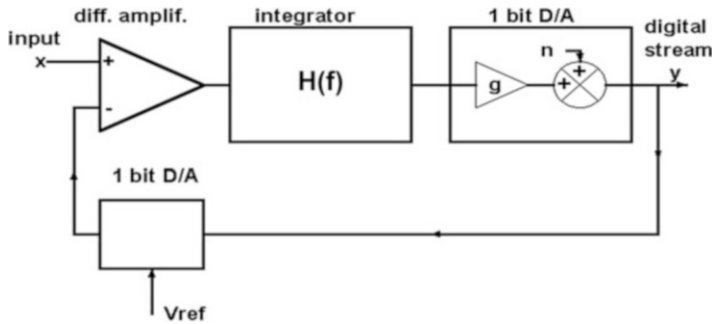 diff. amplif.
integrator
1 bit D/A
digital
stream
input
x
+
-
H(f)
g
n
+
+
y
1 bit D/A
Vref